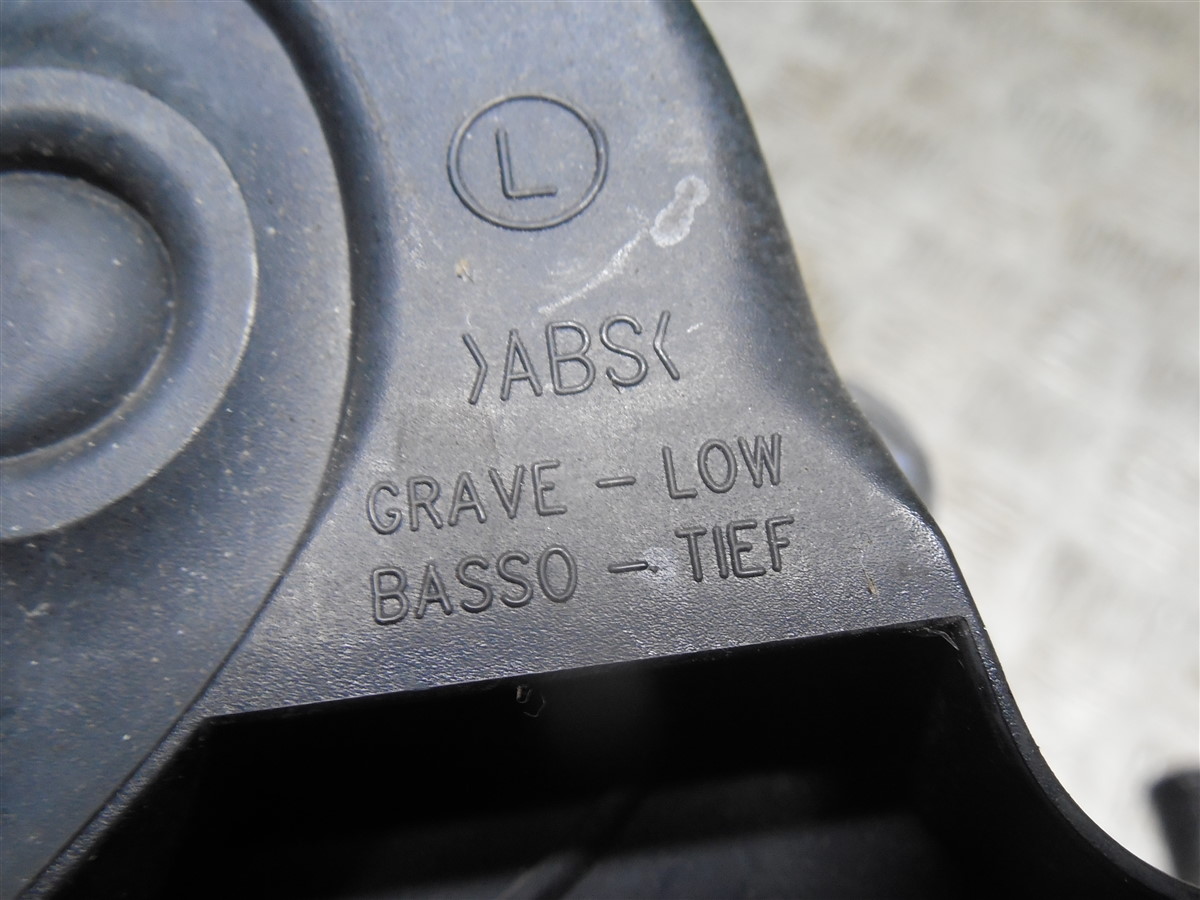 L
>ABS<
GRAVE - LOW
BASSO - TIEF